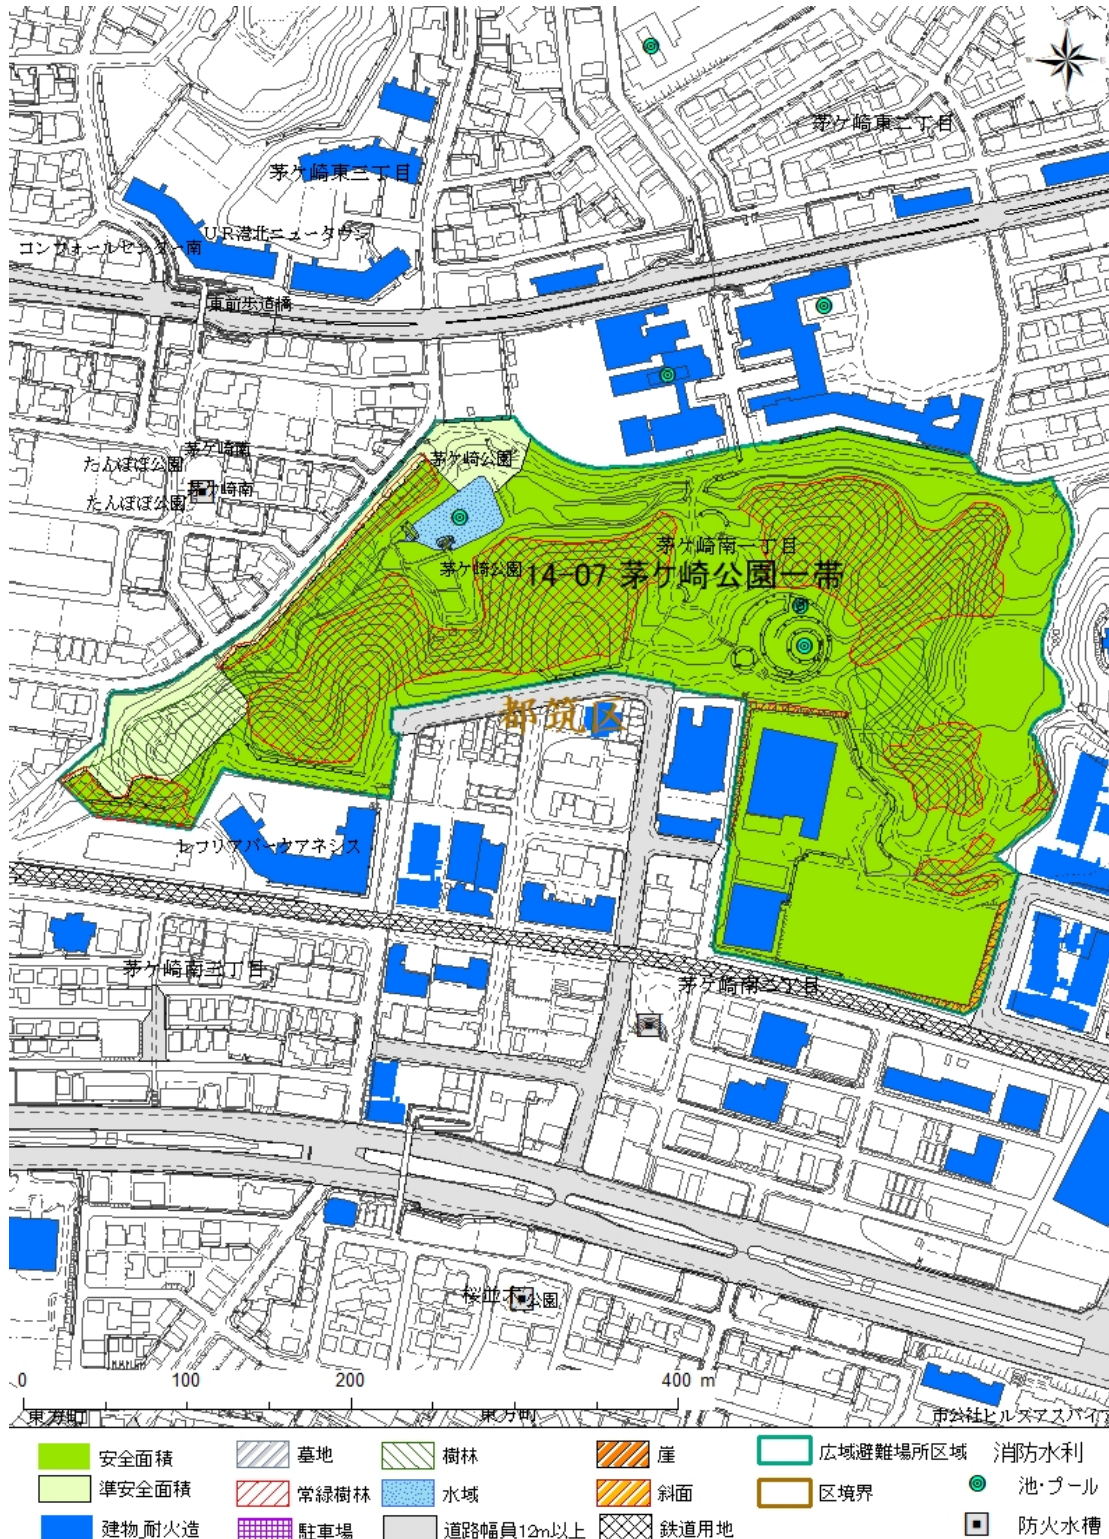 茅ケ崎東二丁目
茅ケ崎東三丁目
UR港北ニュータウン
コンフォールセンター南
東前歩道橋
茅ケ崎南
たんぽぽ公園
茅ケ崎公園
茅ケ崎南
たんぽぽ公園
茅ケ崎南一丁目
茅ケ崎公園
14-07 茅ケ崎公園一帯
都筑区
レフリアパークアネシス
茅ケ崎南三丁目
茅ケ崎南二丁目
桜並木公園
0 100 200 400 m
東方町
東方町
安全面積
墓地
樹林
崖
広域避難場所区域
消防水利
準安全面積
常緑樹林
水域
斜面
区境界
池・プール
建物_耐火造
駐車場
道路幅員12m以上
鉄道用地
防火水槽